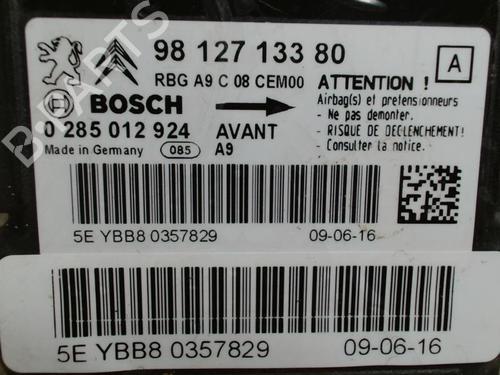 98 127 133 80
RBG A9 C 08 CEM00
A
ATTENTION !
Airbag(s) et pretensionneurs
- Ne pas demonter.
- RISQUE DE DECLENCHEMENT!
- Consulter la notice.
BOSCH
0 285 012 924 AVANT
Made in Germany 085 A9
5E YBB8 0357829 09-06-16
5E YBB8 0357829 09-06-16